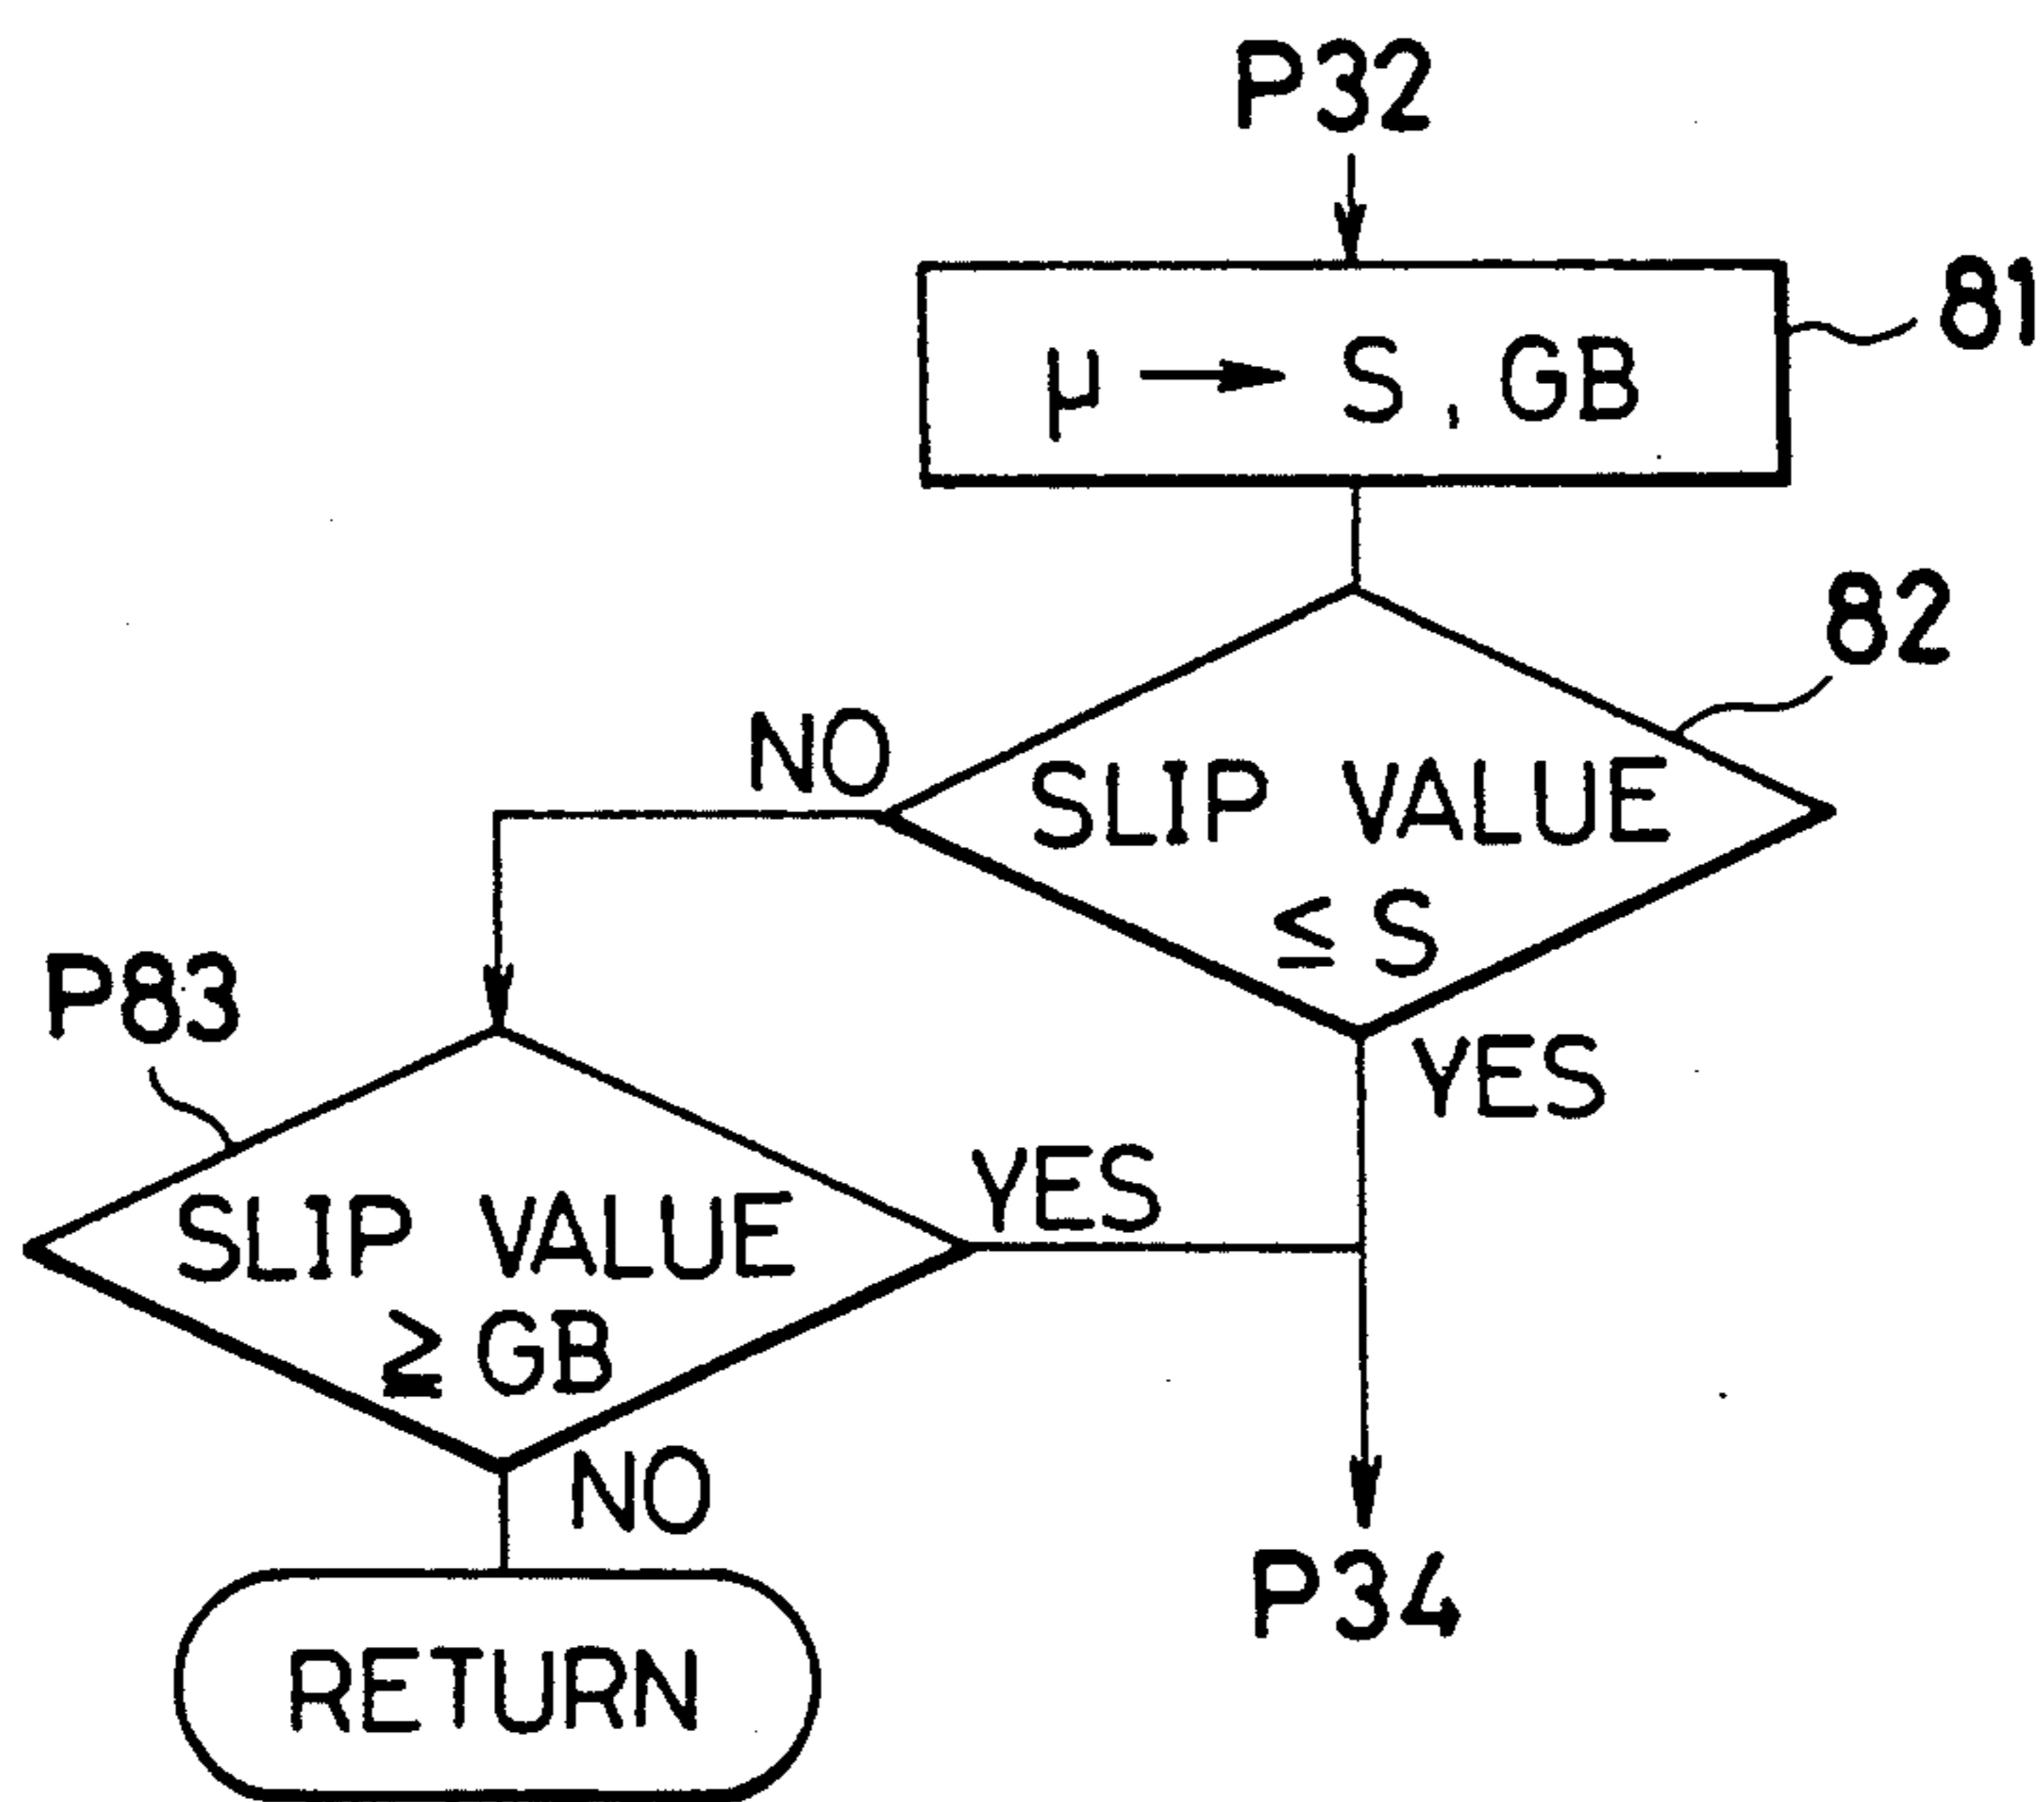 P32
81
µ → S, GB
82
NO
SLIP VALUE
≤ S
P83
YES
YES
SLIP VALUE
≥ GB
NO
P34
RETURN